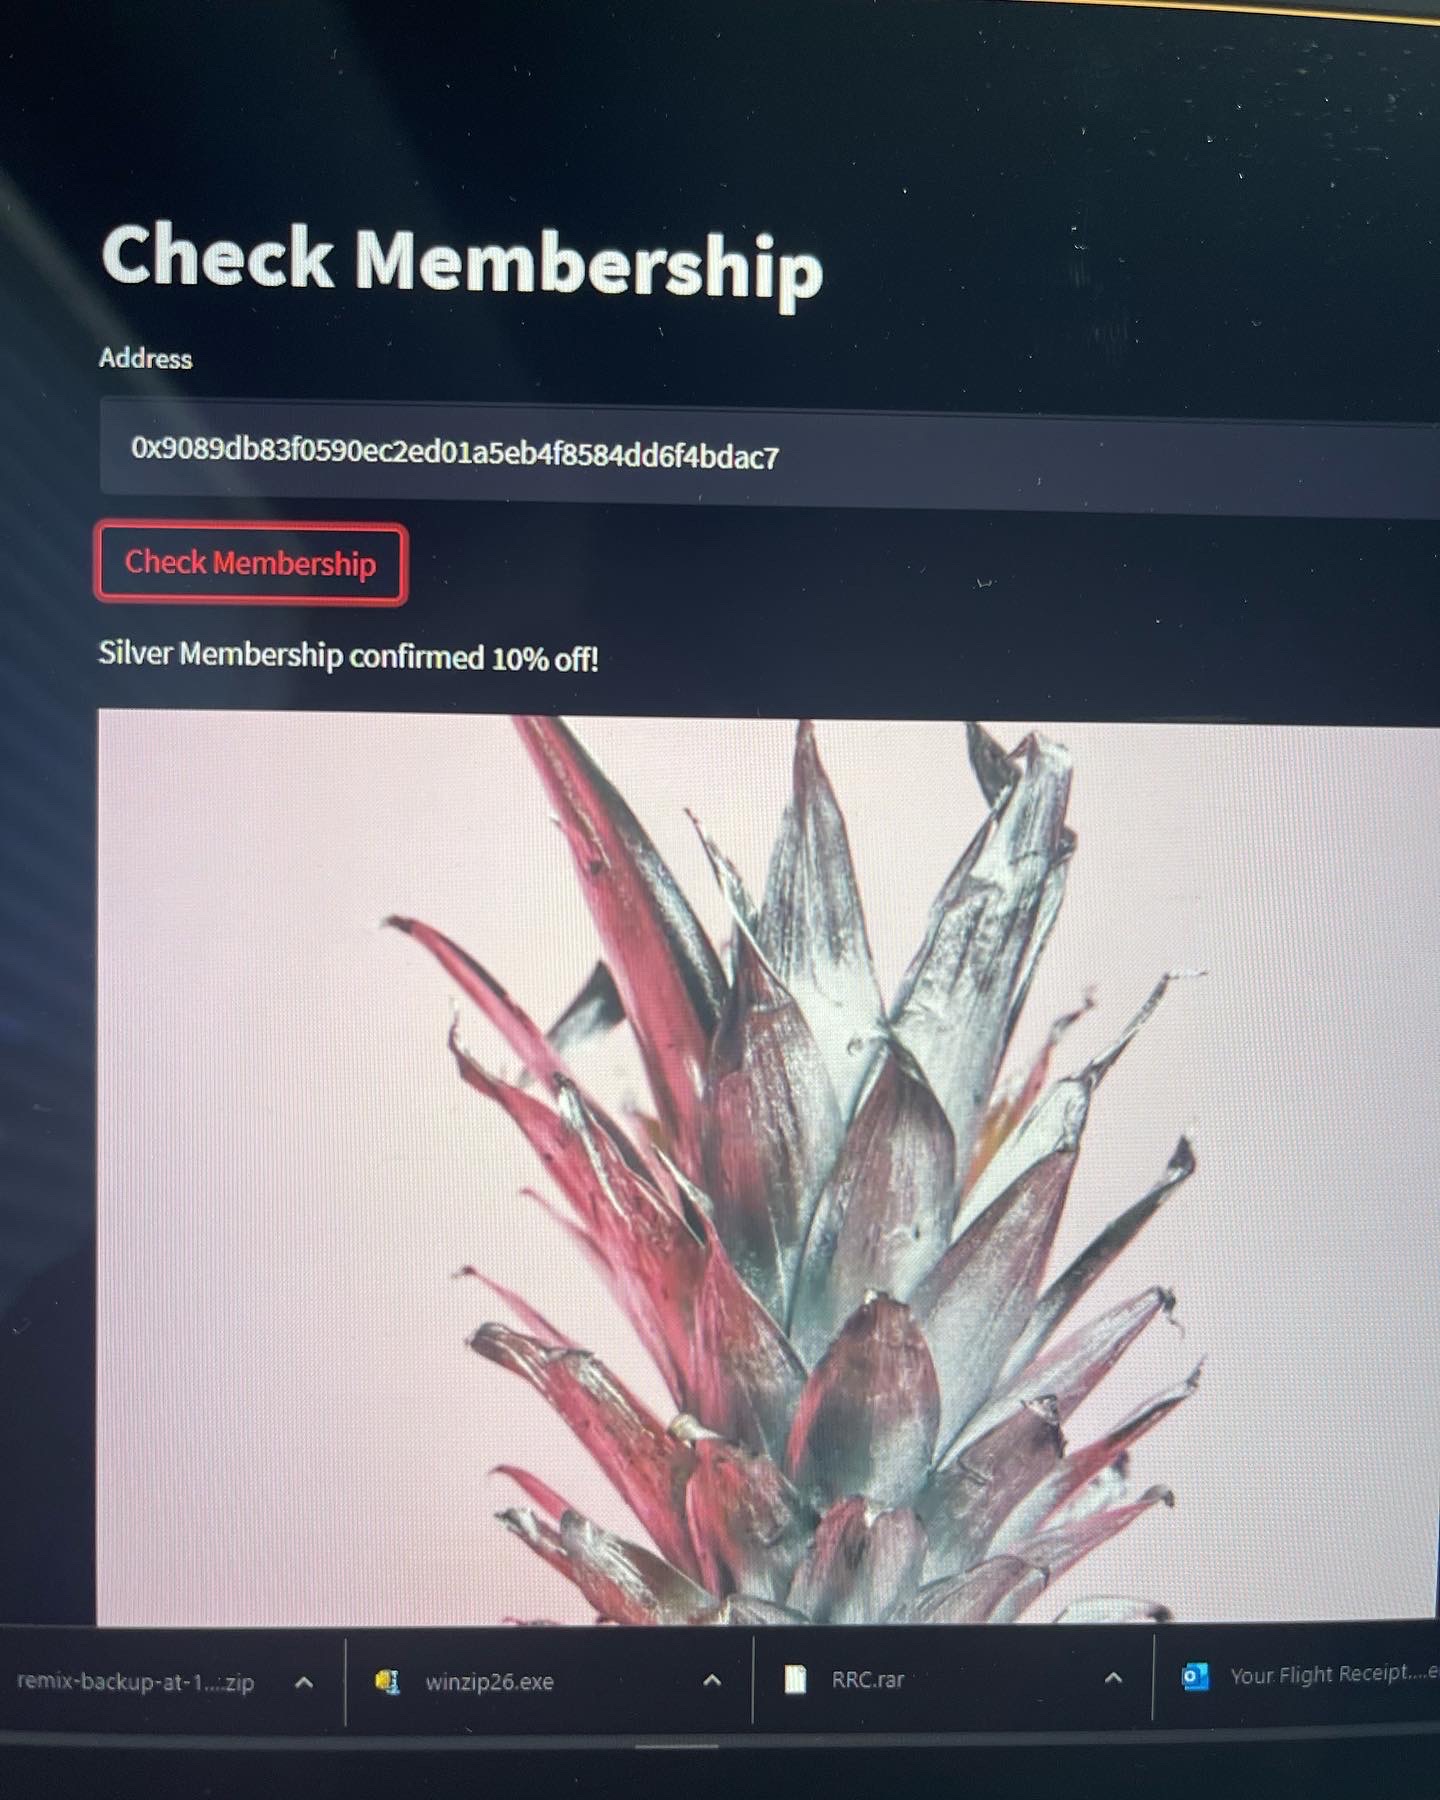 Check Membership
Address
0x9089db83f0590ec2ed01a5eb4f8584dd6f4bdac7
Check Membership
Silver Membership confirmed 10% off!
remix-backup-at-1....zip winzip26.exe RRC.rar Your Flight Receipt....e